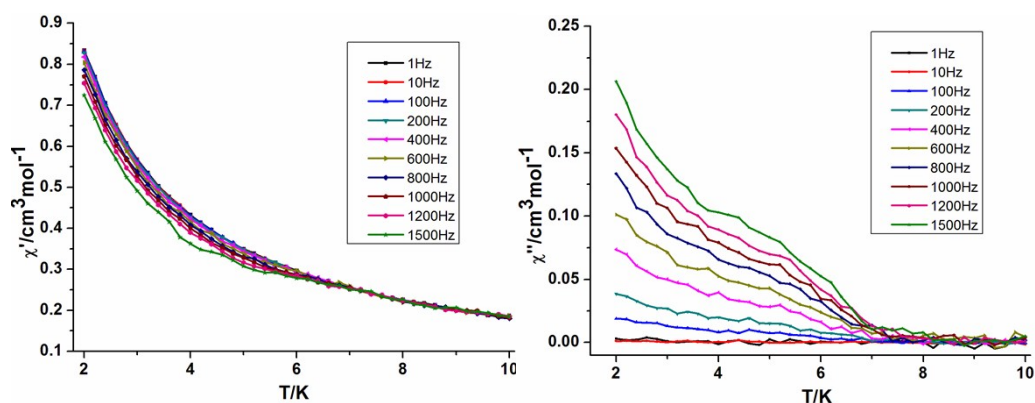 χ'/cm³mol⁻¹
0.9
0.8
0.7
0.6
0.5
0.4
0.3
0.2
0.1
2
4
6
8
10
T/K
1Hz
10Hz
100Hz
200Hz
400Hz
600Hz
800Hz
1000Hz
1200Hz
1500Hz
χ''/cm³mol⁻¹
0.25
0.20
0.15
0.10
0.05
0.00
2
4
6
8
10
T/K
1Hz
10Hz
100Hz
200Hz
400Hz
600Hz
800Hz
1000Hz
1200Hz
1500Hz